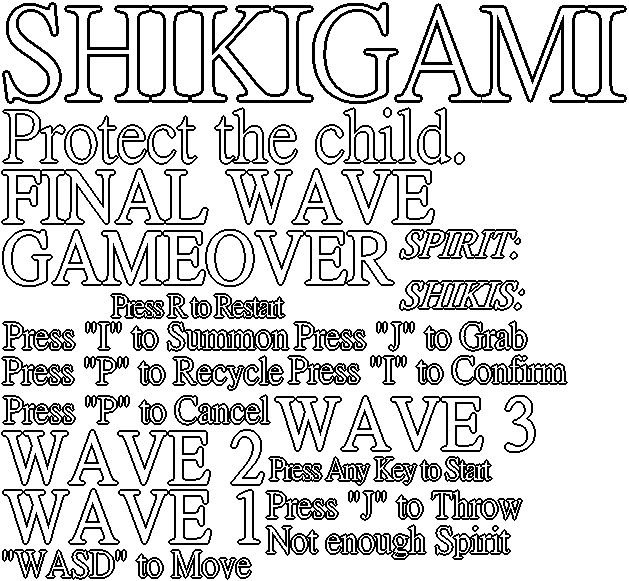 SHIKIGAMI
Protect the child.
FINAL WAVE
GAMEOVER
SPIRIT:
SHIKIS:
Press R to Restart
Press "I" to Summon
Press "J" to Grab
Press "P" to Recycle
Press "I" to Confirm
Press "P" to Cancel
WAVE 3
WAVE 2
Press Any Key to Start
WAVE 1
Press "J" to Throw
Not enough Spirit
"WASD" to Move